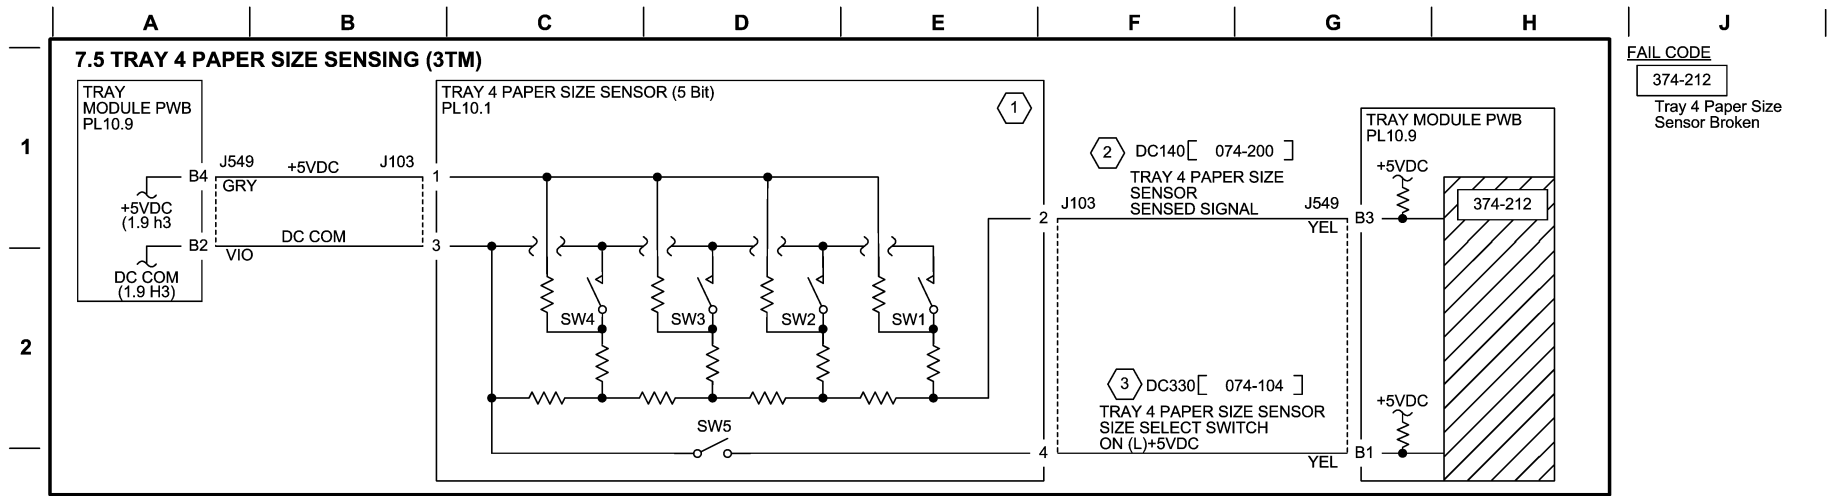 A B C D E F G H J
7.5 TRAY 4 PAPER SIZE SENSING (3TM)
FAIL CODE
374-212
Tray 4 Paper Size
Sensor Broken
1
2
TRAY
MODULE PWB
PL10.9
B4
+5VDC
(1.9 h3
B2
DC COM
(1.9 H3)
J549
+5VDC
J103
GRY
DC COM
VIO
TRAY 4 PAPER SIZE SENSOR (5 Bit)
PL10.1
1
1
3
SW4
SW3
SW2
SW1
SW5
2
4
2
DC140[ 074-200 ]
TRAY 4 PAPER SIZE
SENSOR
SENSED SIGNAL
J103
J549
YEL
3
DC330[ 074-104 ]
TRAY 4 PAPER SIZE SENSOR
SIZE SELECT SWITCH
ON (L)+5VDC
YEL
TRAY MODULE PWB
PL10.9
+5VDC
B3
374-212
+5VDC
B1